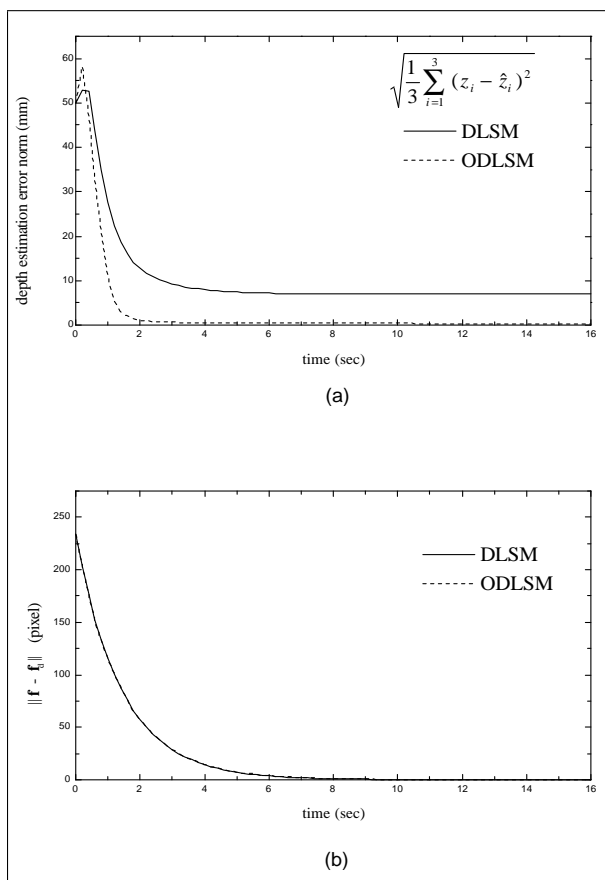 60
50
40
30
20
10
0
depth estimation error norm (mm)
√(1/3 ∑_{i=1}^{3} (z_i − ẑ_i)²)
DLSM
ODLSM
0 2 4 6 8 10 12 14 16
time (sec)
(a)
250
200
150
100
50
0
|| f - f_d || (pixel)
DLSM
ODLSM
0 2 4 6 8 10 12 14 16
time (sec)
(b)